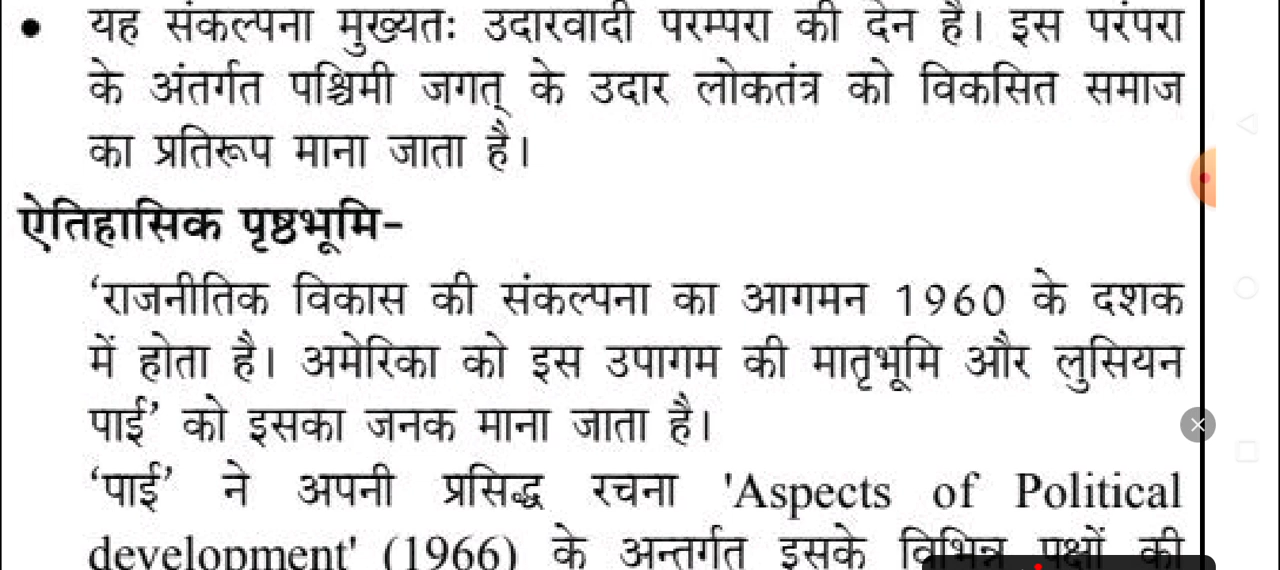 • यह संकल्पना मुख्यतः उदारवादी परम्परा की देन है। इस परंपरा
के अंतर्गत पश्चिमी जगत् के उदार लोकतंत्र को विकसित समाज
का प्रतिरूप माना जाता है।
ऐतिहासिक पृष्ठभूमि-
‘राजनीतिक विकास की संकल्पना का आगमन 1960 के दशक
में होता है। अमेरिका को इस उपागम की मातृभूमि और लुसियन
पाई’ को इसका जनक माना जाता है।
‘पाई’ ने अपनी प्रसिद्ध रचना 'Aspects of Political
development' (1966) के अन्तर्गत इसके विभिन्न पक्षों की